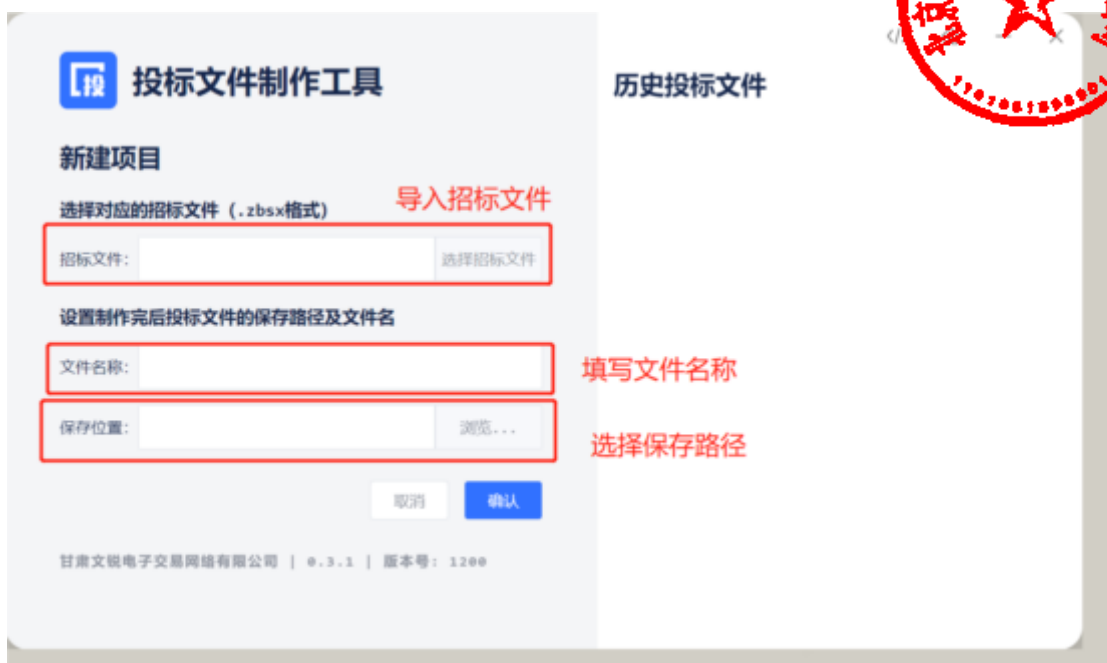 投标文件制作工具
新建项目
选择对应的招标文件（.zbsx格式）
导入招标文件
招标文件：
选择招标文件
设置制作完后投标文件的保存路径及文件名
文件名称：
填写文件名称
保存位置：
浏览...
选择保存路径
取消
确认
甘肃文锐电子交易网络有限公司 | 0.3.1 | 版本号: 1200
历史投标文件